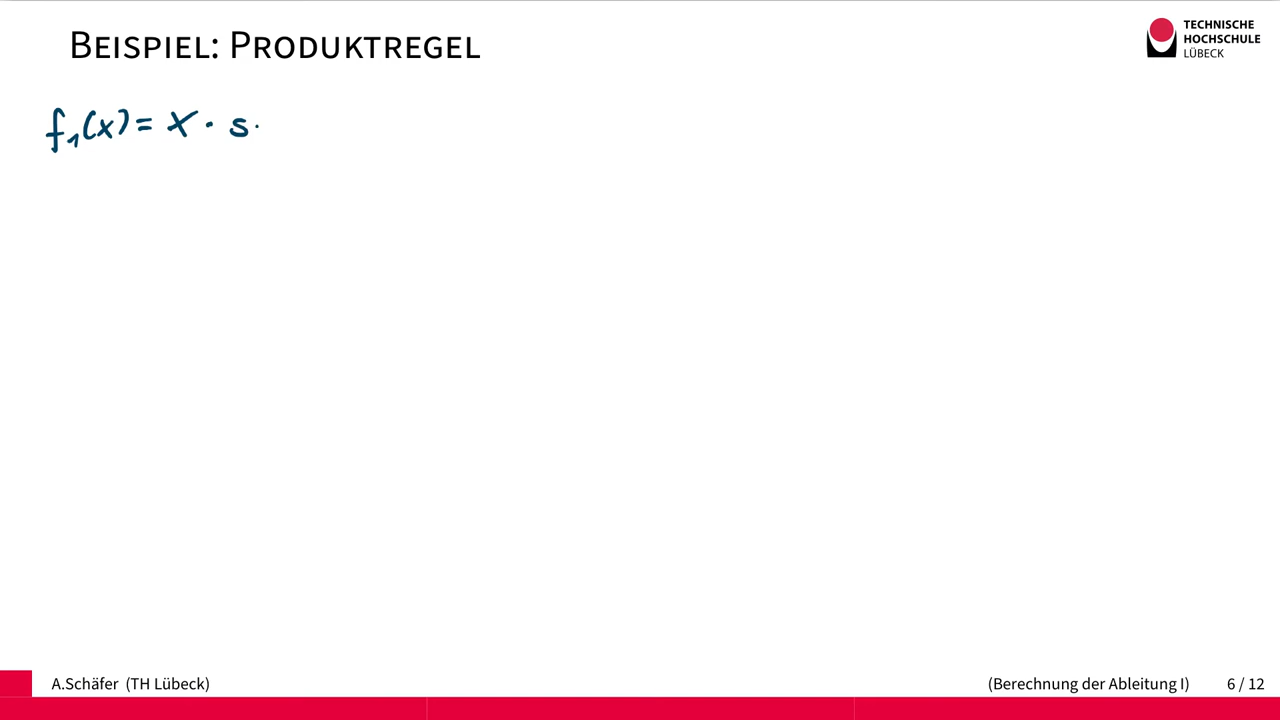 BEISPIEL: PRODUKTREGEL
TECHNISCHE
HOCHSCHULE
LÜBECK
f₁(x) = x · s·
A.Schäfer (TH Lübeck)
(Berechnung der Ableitung I)
6 / 12